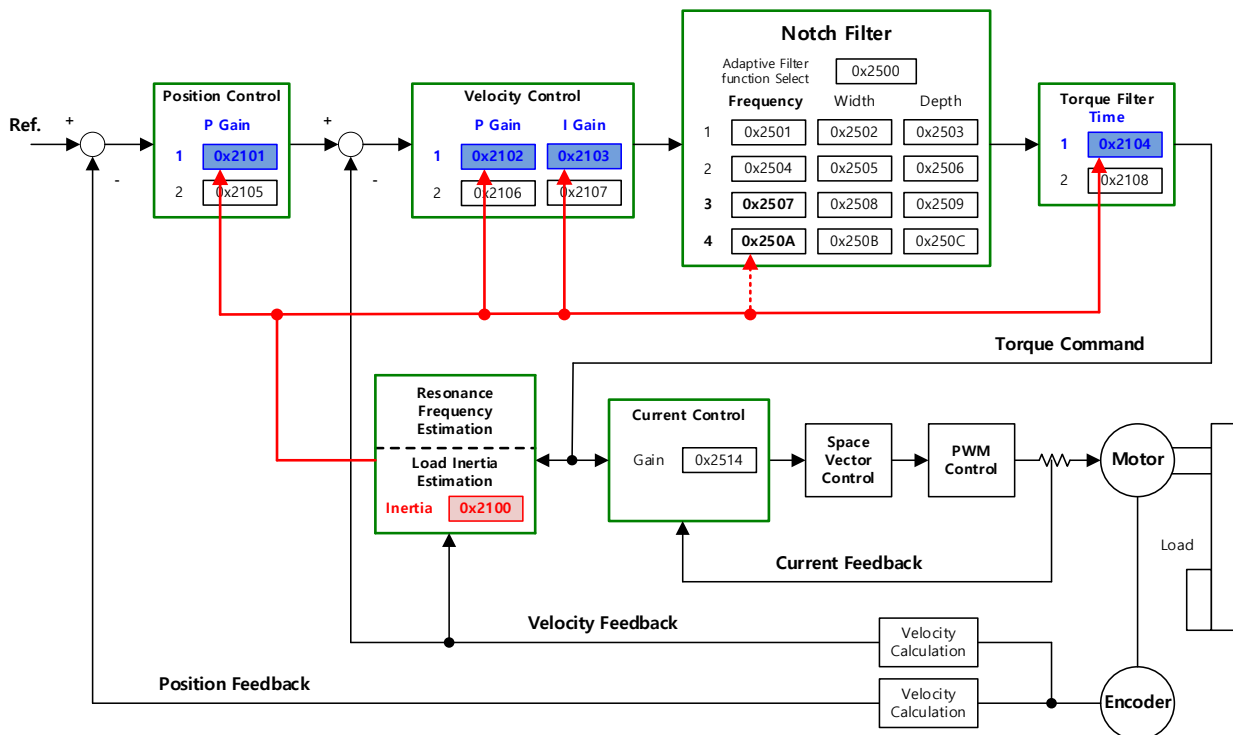 Notch Filter
Adaptive Filter
function Select
0x2500
Frequency Width Depth
1 0x2501 0x2502 0x2503
2 0x2504 0x2505 0x2506
3 0x2507 0x2508 0x2509
4 0x250A 0x250B 0x250C
Ref.
+
-
Position Control
P Gain
1 0x2101
2 0x2105
+
-
Velocity Control
P Gain I Gain
1 0x2102 0x2103
2 0x2106 0x2107
Torque Filter
Time
1 0x2104
2 0x2108
Torque Command
Resonance
Frequency
Estimation
Load Inertia
Estimation
Inertia 0x2100
Current Control
Gain 0x2514
Space
Vector
Control
PWM
Control
Motor
Load
Current Feedback
Velocity Feedback
Velocity
Calculation
Position Feedback
Velocity
Calculation
Encoder